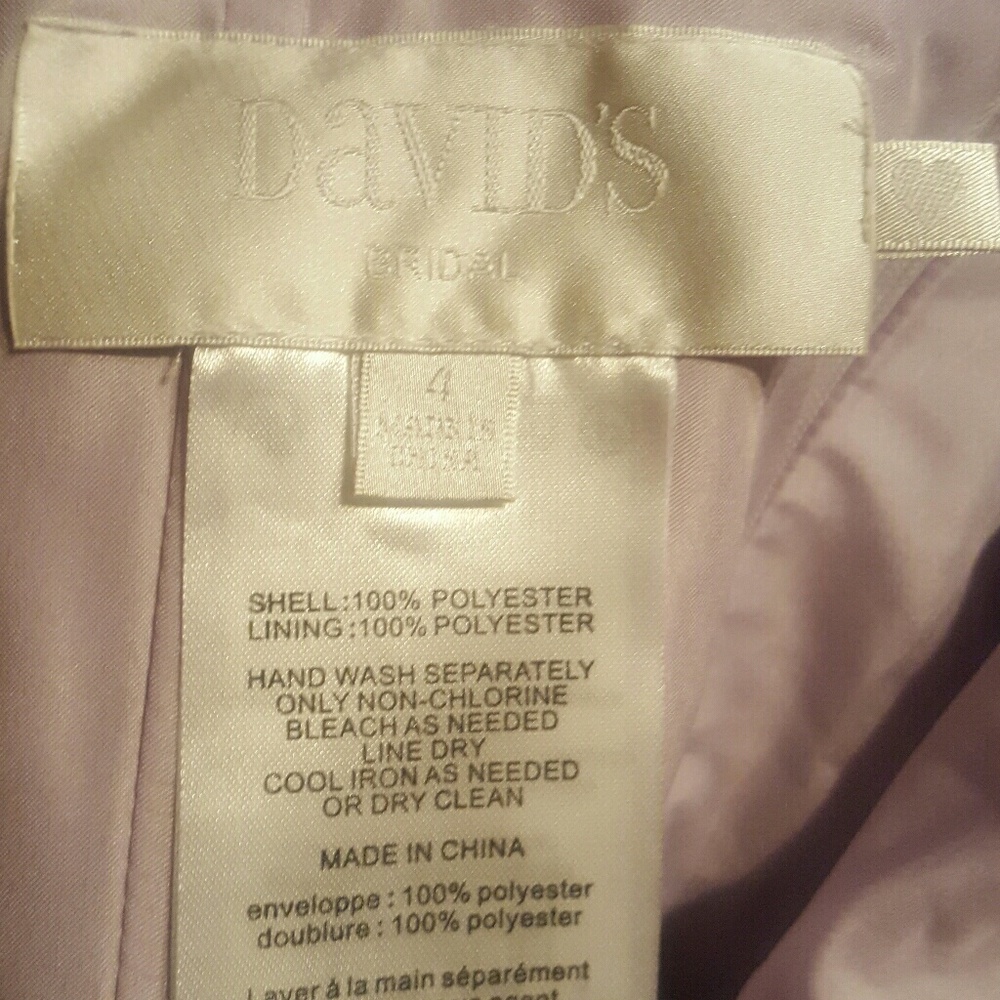 DaVID'S
BRIDAL
4
MADE IN
CHINA
SHELL:100% POLYESTER
LINING:100% POLYESTER
HAND WASH SEPARATELY
ONLY NON-CHLORINE
BLEACH AS NEEDED
LINE DRY
COOL IRON AS NEEDED
OR DRY CLEAN
MADE IN CHINA
enveloppe : 100% polyester
doublure : 100% polyester
Laver à la main séparément
agent